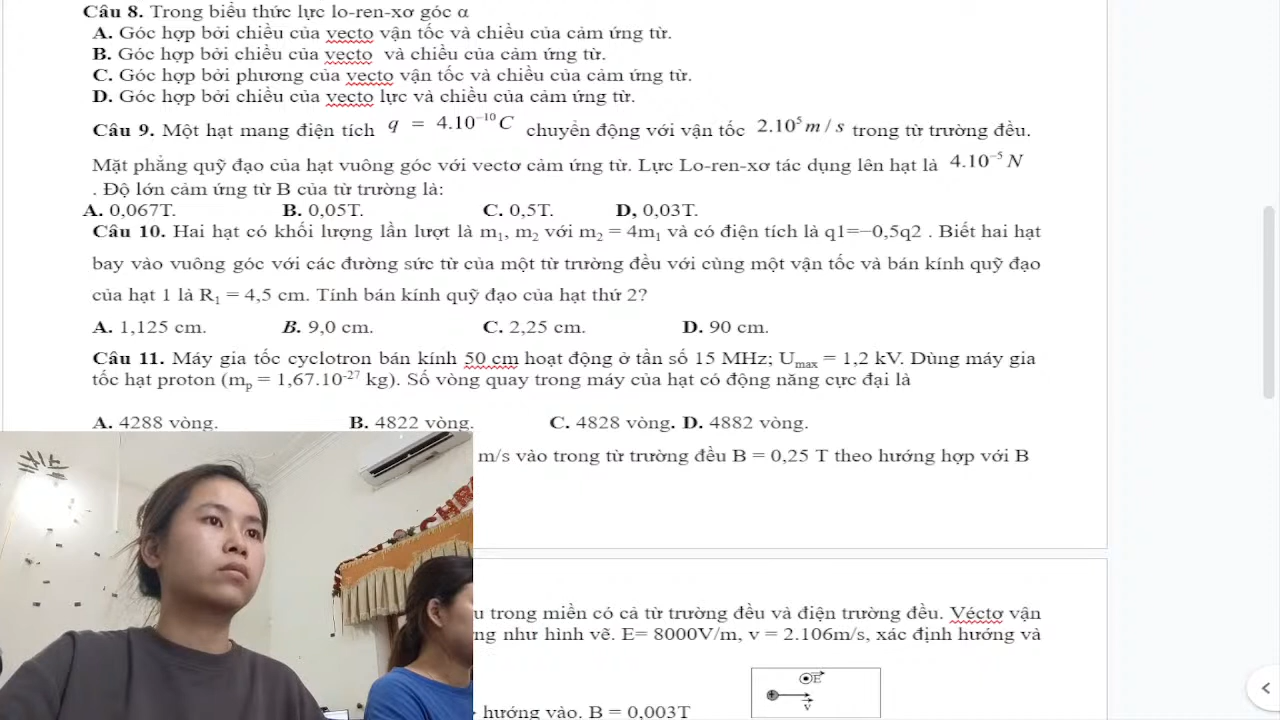 Câu 8. Trong biểu thức lực lo-ren-xơ góc α
A. Góc hợp bởi chiều của vecto vận tốc và chiều của cảm ứng từ.
B. Góc hợp bởi chiều của vecto và chiều của cảm ứng từ.
C. Góc hợp bởi phương của vecto vận tốc và chiều của cảm ứng từ.
D. Góc hợp bởi chiều của vecto lực và chiều của cảm ứng từ.
Câu 9. Một hạt mang điện tích q = 4.10⁻¹⁰C chuyển động với vận tốc 2.10⁵ m/s trong từ trường đều.
Mặt phẳng quỹ đạo của hạt vuông góc với vectơ cảm ứng từ. Lực Lo-ren-xơ tác dụng lên hạt là 4.10⁻⁵ N
. Độ lớn cảm ứng từ B của từ trường là:
A. 0,067T. B. 0,05T. C. 0,5T. D, 0,03T.
Câu 10. Hai hạt có khối lượng lần lượt là m₁, m₂ với m₂ = 4m₁ và có điện tích là q1=−0,5q2 . Biết hai hạt
bay vào vuông góc với các đường sức từ của một từ trường đều với cùng một vận tốc và bán kính quỹ đạo
của hạt 1 là R₁ = 4,5 cm. Tính bán kính quỹ đạo của hạt thứ 2?
A. 1,125 cm. B. 9,0 cm. C. 2,25 cm. D. 90 cm.
Câu 11. Máy gia tốc cyclotron bán kính 50 cm hoạt động ở tần số 15 MHz; Uₘₐₓ = 1,2 kV. Dùng máy gia
tốc hạt proton (mₚ = 1,67.10⁻²⁷ kg). Số vòng quay trong máy của hạt có động năng cực đại là
A. 4288 vòng. B. 4822 vòng. C. 4828 vòng. D. 4882 vòng.
m/s vào trong từ trường đều B = 0,25 T theo hướng hợp với B
trong miền có cả từ trường đều và điện trường đều. Véctơ vận
như hình vẽ. E= 8000V/m, v = 2.106m/s, xác định hướng và
E
v
hướng vào. B = 0,003T